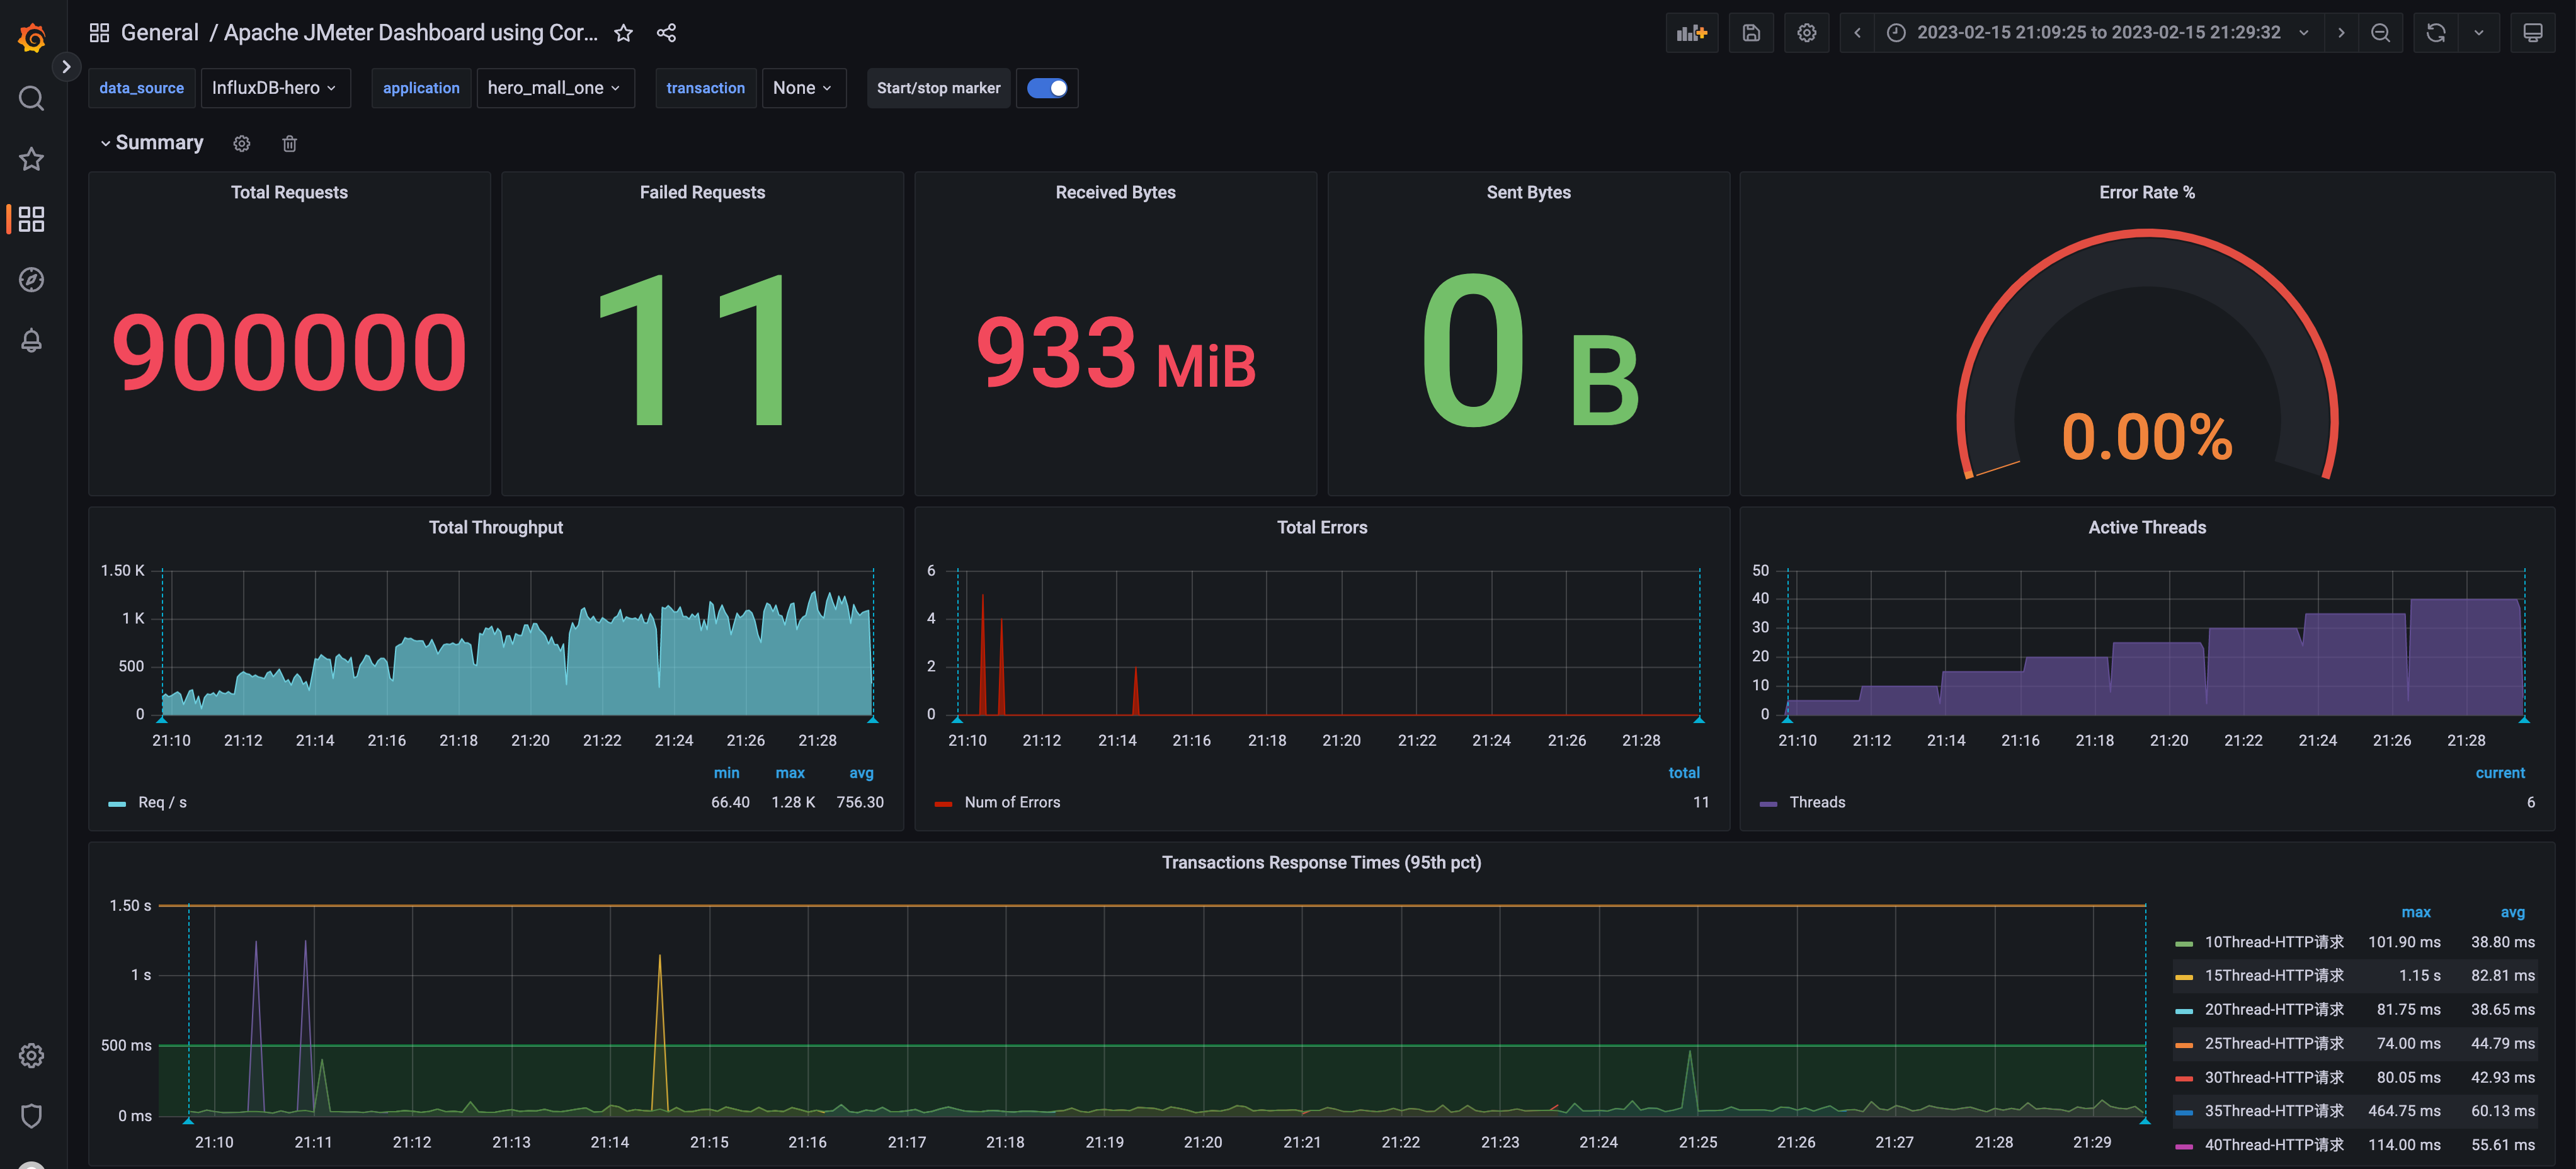 General / Apache JMeter Dashboard using Cor...
2023-02-15 21:09:25 to 2023-02-15 21:29:32
data_source InfluxDB-hero application hero_mall_one transaction None Start/stop marker
Summary
Total Requests
900000
Failed Requests
11
Received Bytes
933 MiB
Sent Bytes
0 B
Error Rate %
0.00%
Total Throughput
1.50 K
1 K
500
0
21:10 21:12 21:14 21:16 21:18 21:20 21:22 21:24 21:26 21:28
min max avg
Req / s 66.40 1.28 K 756.30
Total Errors
6
4
2
0
21:10 21:12 21:14 21:16 21:18 21:20 21:22 21:24 21:26 21:28
total
Num of Errors 11
Active Threads
50
40
30
20
10
0
21:10 21:12 21:14 21:16 21:18 21:20 21:22 21:24 21:26 21:28
current
Threads 6
Transactions Response Times (95th pct)
1.50 s
1 s
500 ms
0 ms
21:10 21:11 21:12 21:13 21:14 21:15 21:16 21:17 21:18 21:19 21:20 21:21 21:22 21:23 21:24 21:25 21:26 21:27 21:28 21:29
max avg
10Thread-HTTP请求 101.90 ms 38.80 ms
15Thread-HTTP请求 1.15 s 82.81 ms
20Thread-HTTP请求 81.75 ms 38.65 ms
25Thread-HTTP请求 74.00 ms 44.79 ms
30Thread-HTTP请求 80.05 ms 42.93 ms
35Thread-HTTP请求 464.75 ms 60.13 ms
40Thread-HTTP请求 114.00 ms 55.61 ms